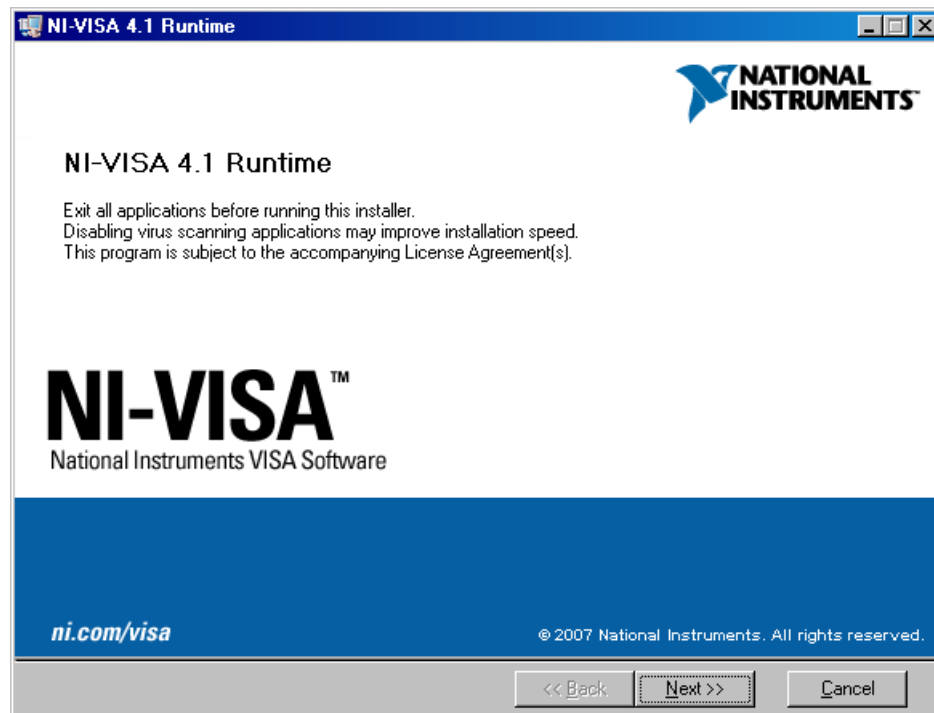 NI-VISA 4.1 Runtime
NATIONAL
INSTRUMENTS™
NI-VISA 4.1 Runtime
Exit all applications before running this installer.
Disabling virus scanning applications may improve installation speed.
This program is subject to the accompanying License Agreement(s).
NI-VISA™
National Instruments VISA Software
ni.com/visa
© 2007 National Instruments. All rights reserved.
<< Back
Next >>
Cancel